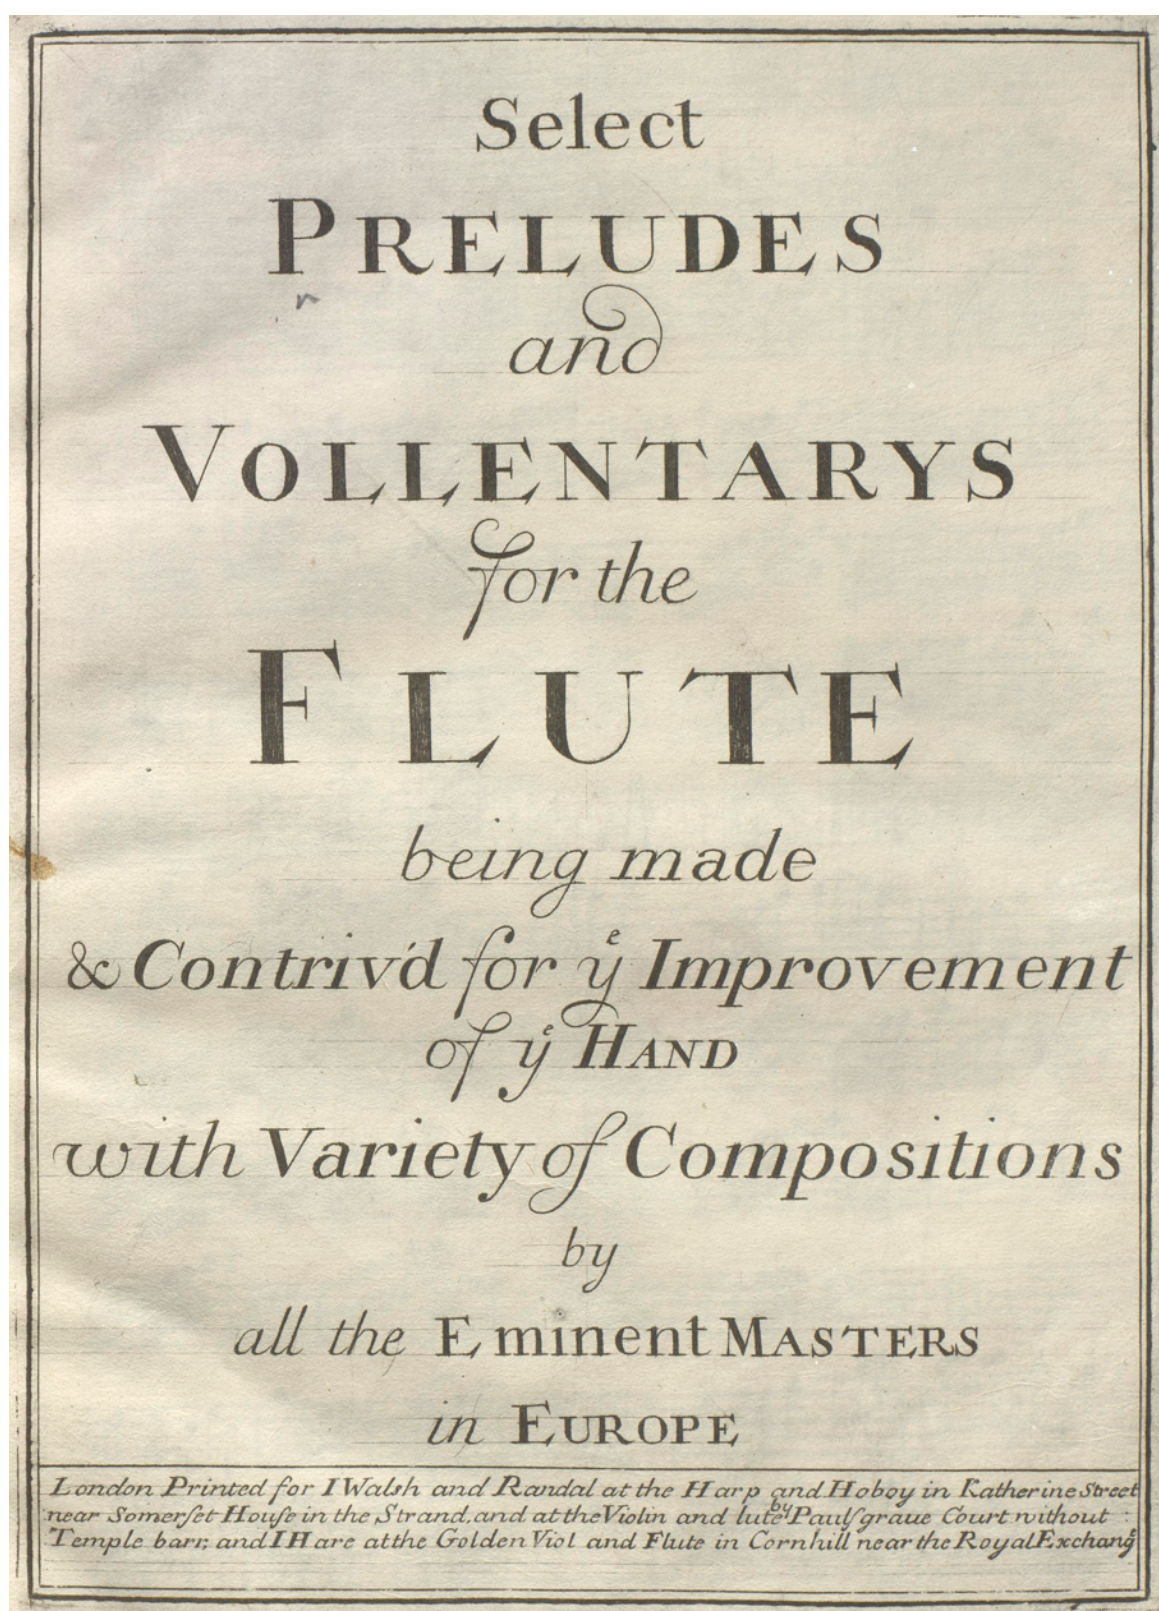 Select
PRELUDES
and
VOLLENTARYS
for the
FLUTE
being made
& Contriv'd for yͤ Improvement
of yͤ HAND
with Variety of Compositions
by
all the Eminent MASTERS
in EUROPE
London Printed for I Walsh and Randal at the Harp and Hoboy in Katherine Street
near Somerſet Houſe in the Strand, and at the Violin and lute by Paulſgraue Court without
Temple barr; and I Hare at the Golden Viol and Flute in Cornhill near the Royal Exchange